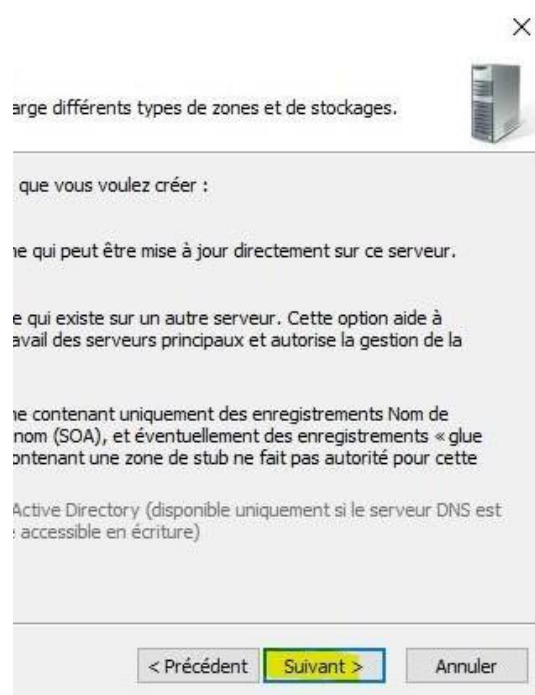 arge différents types de zones et de stockages.
que vous voulez créer :
ne qui peut être mise à jour directement sur ce serveur.
e qui existe sur un autre serveur. Cette option aide à
avail des serveurs principaux et autorise la gestion de la
ne contenant uniquement des enregistrements Nom de
nom (SOA), et éventuellement des enregistrements « glue
ontenant une zone de stub ne fait pas autorité pour cette
Active Directory (disponible uniquement si le serveur DNS est
accessible en écriture)
< Précédent Suivant > Annuler